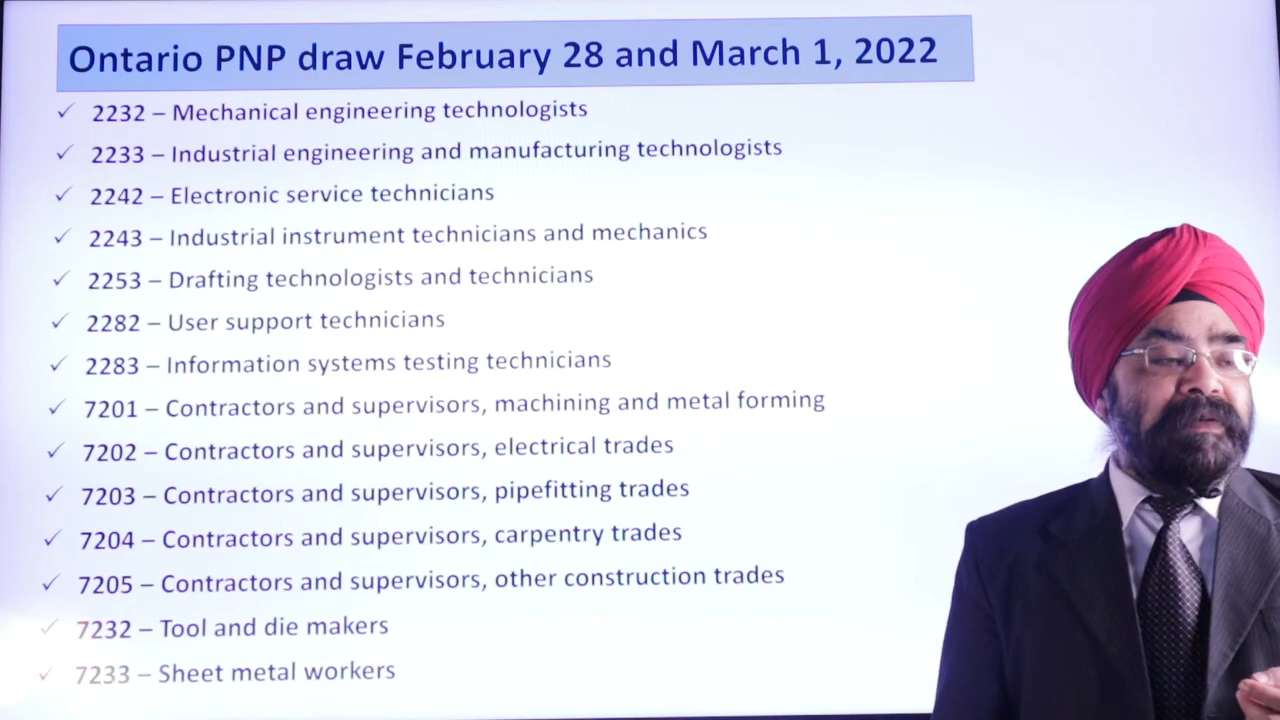 Ontario PNP draw February 28 and March 1, 2022
✓ 2232 – Mechanical engineering technologists
✓ 2233 – Industrial engineering and manufacturing technologists
✓ 2242 – Electronic service technicians
✓ 2243 – Industrial instrument technicians and mechanics
✓ 2253 – Drafting technologists and technicians
✓ 2282 – User support technicians
✓ 2283 – Information systems testing technicians
✓ 7201 – Contractors and supervisors, machining and metal forming
✓ 7202 – Contractors and supervisors, electrical trades
✓ 7203 – Contractors and supervisors, pipefitting trades
✓ 7204 – Contractors and supervisors, carpentry trades
✓ 7205 – Contractors and supervisors, other construction trades
✓ 7232 – Tool and die makers
✓ 7233 – Sheet metal workers